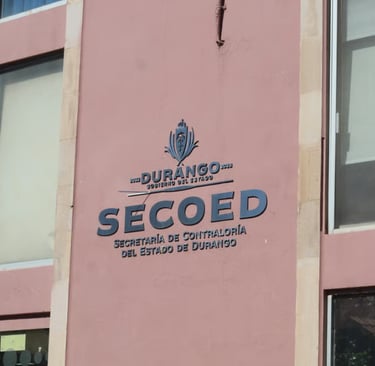 DURANGO
GOBIERNO DEL ESTADO
SECOED
SECRETARÍA DE CONTRALORÍA
DEL ESTADO DE DURANGO